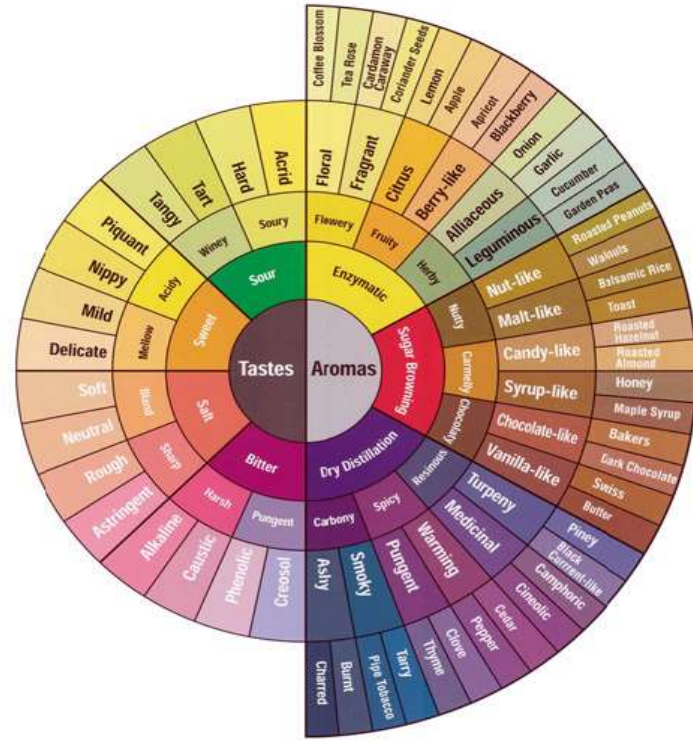 Tastes
Aromas
Sour
Sweet
Salt
Bitter
Soury
Winey
Acidy
Mellow
Bland
Sharp
Harsh
Pungent
Acrid
Hard
Tart
Tangy
Piquant
Nippy
Mild
Delicate
Soft
Neutral
Rough
Astringent
Alkaline
Caustic
Phenolic
Creosol
Enzymatic
Sugar Browning
Dry Distillation
Flowery
Fruity
Herby
Nutty
Carmelly
Chocolaty
Resinous
Spicy
Carbony
Floral
Fragrant
Citrus
Berry-like
Alliaceous
Leguminous
Nut-like
Malt-like
Candy-like
Syrup-like
Chocolate-like
Vanilla-like
Turpeny
Medicinal
Warming
Pungent
Smoky
Ashy
Coffee Blossom
Tea Rose
Cardamon
Caraway
Coriander Seeds
Lemon
Apple
Apricot
Blackberry
Onion
Garlic
Cucumber
Garden Peas
Roasted Peanuts
Walnuts
Balsamic Rice
Toast
Roasted
Hazelnut
Roasted
Almond
Honey
Maple Syrup
Bakers
Dark Chocolate
Swiss
Butter
Piney
Black
Currrent-like
Camphoric
Cineolic
Cedar
Pepper
Clove
Thyme
Tarry
Pipe Tobacco
Burnt
Charred